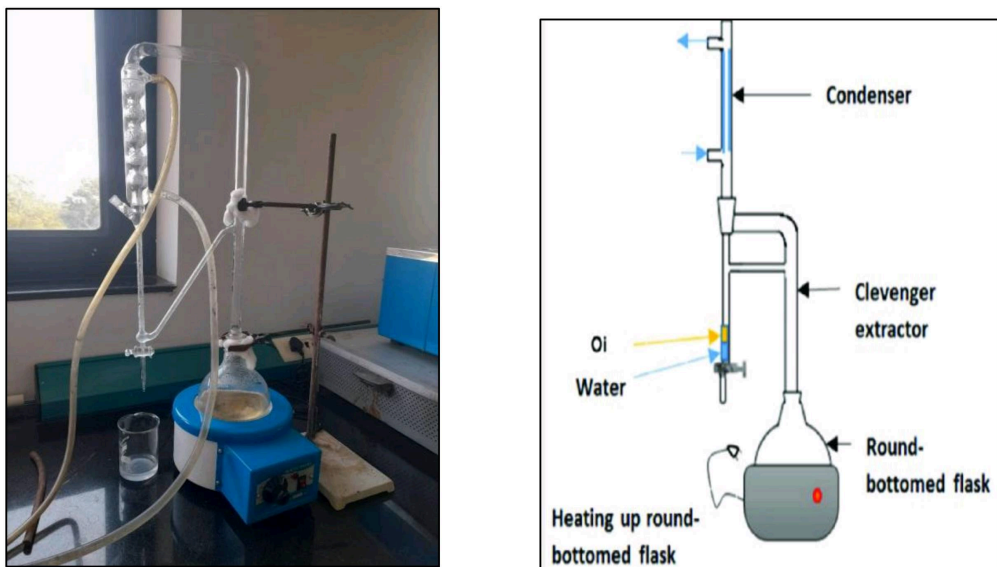 Condenser
Clevenger
extractor
Oi
Water
Round-
bottomed flask
Heating up round-
bottomed flask